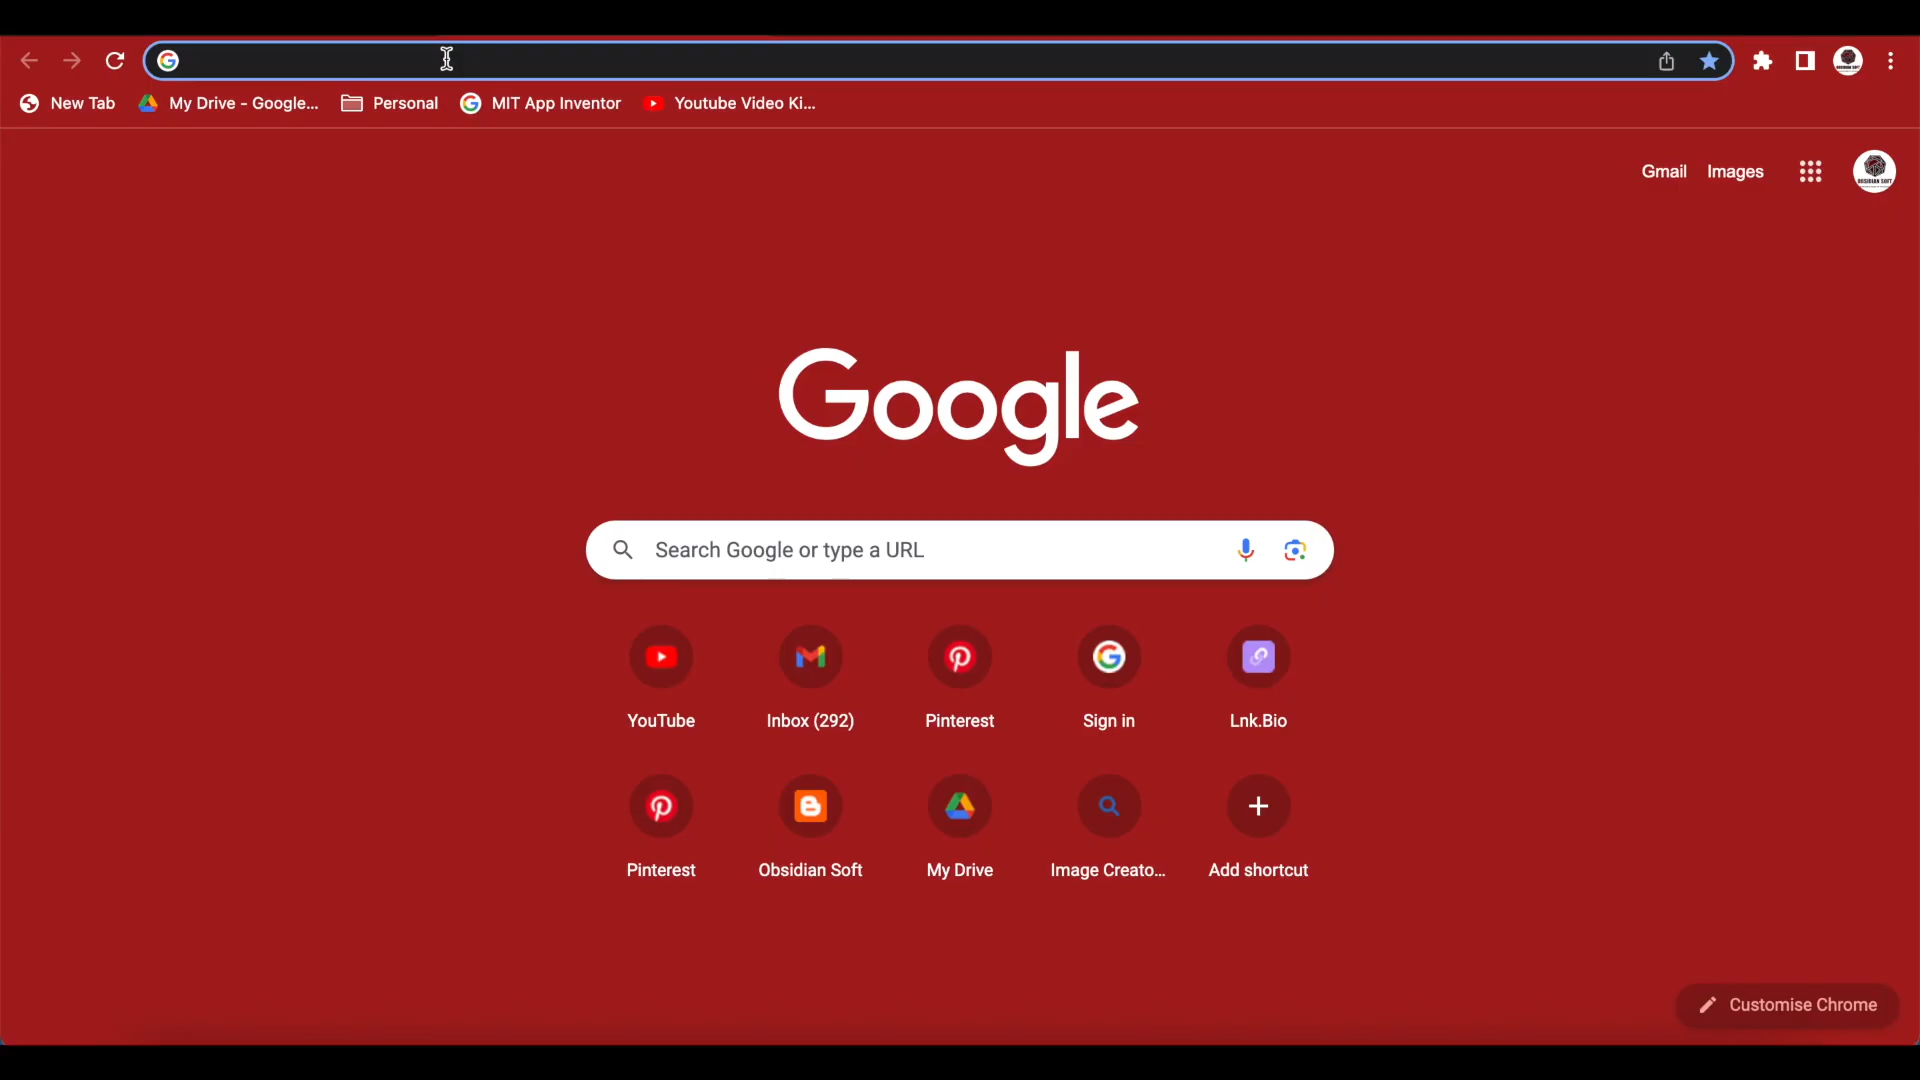 New Tab My Drive - Google... Personal MIT App Inventor Youtube Video Ki...
Gmail Images
OBSIDIAN SOFT
Google
Search Google or type a URL
YouTube Inbox (292) Pinterest Sign in Lnk.Bio
Pinterest Obsidian Soft My Drive Image Creato... Add shortcut
Customise Chrome